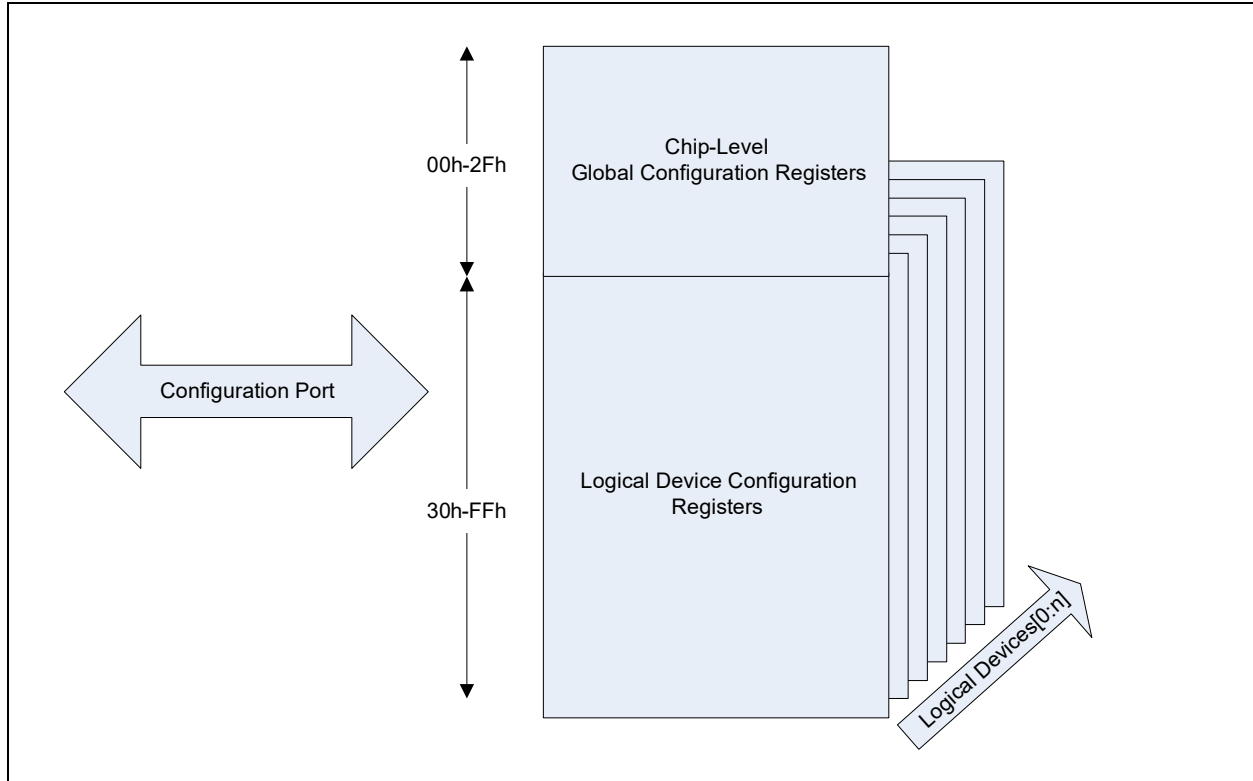 Chip-Level
Global Configuration Registers
00h-2Fh
Configuration Port
Logical Device Configuration
Registers
30h-FFh
Logical Devices[0:n]